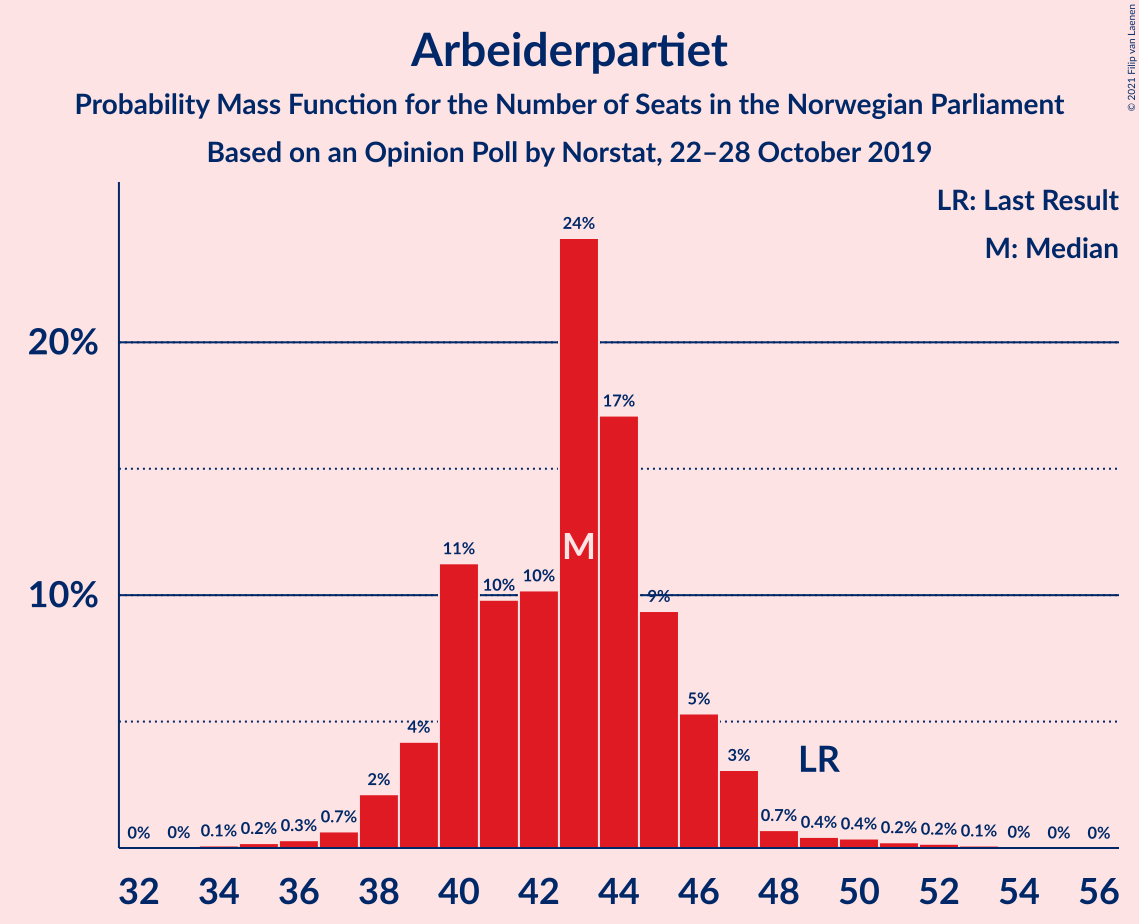 Arbeiderpartiet
Probability Mass Function for the Number of Seats in the Norwegian Parliament
Based on an Opinion Poll by Norstat, 22–28 October 2019
© 2021 Filip van Laenen
LR: Last Result
M: Median
20%
10%
0% 0% 0.1% 0.2% 0.3% 0.7% 2% 4% 11% 10% 10% 24% 17% 9% 5% 3% 0.7% 0.4% 0.4% 0.2% 0.2% 0.1% 0% 0% 0%
M
LR
32 34 36 38 40 42 44 46 48 50 52 54 56